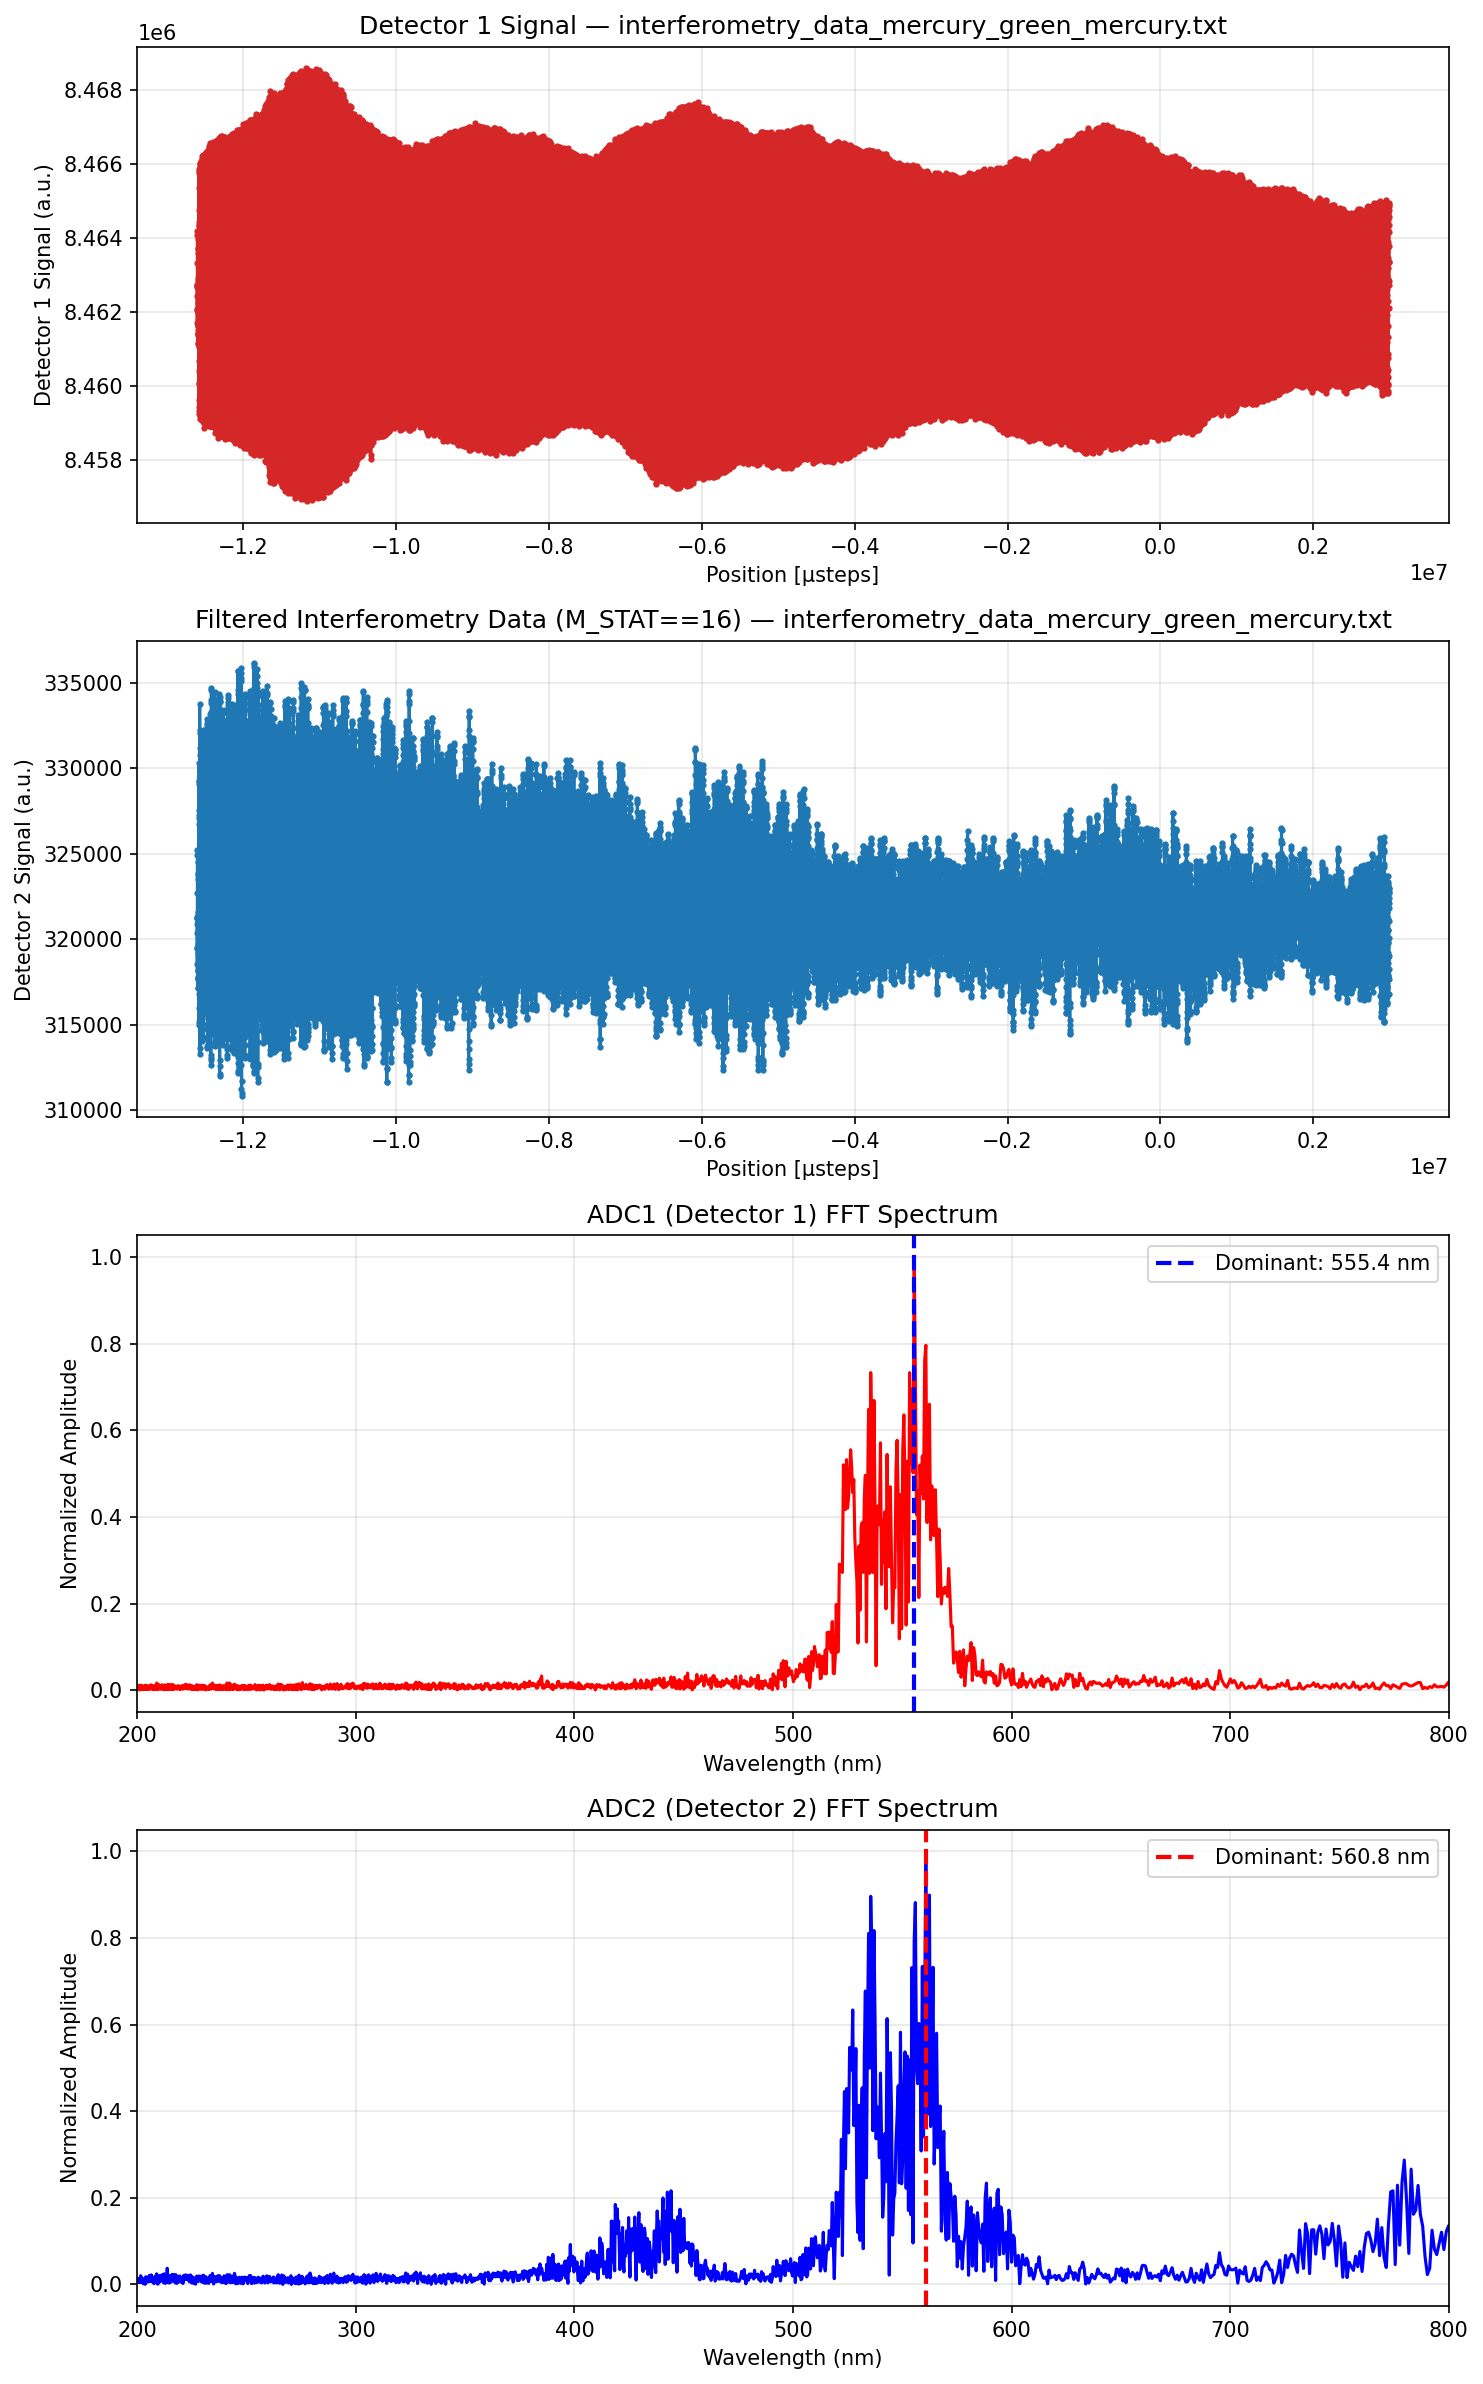 Detector 1 Signal — interferometry_data_mercury_green_mercury.txt
1e6
8.468
8.466
8.464
8.462
8.460
8.458
Detector 1 Signal (a.u.)
−1.2 −1.0 −0.8 −0.6 −0.4 −0.2 0.0 0.2
1e7
Position [µsteps]
Filtered Interferometry Data (M_STAT==16) — interferometry_data_mercury_green_mercury.txt
335000
330000
325000
320000
315000
310000
Detector 2 Signal (a.u.)
−1.2 −1.0 −0.8 −0.6 −0.4 −0.2 0.0 0.2
1e7
Position [µsteps]
ADC1 (Detector 1) FFT Spectrum
Dominant: 555.4 nm
1.0
0.8
0.6
0.4
0.2
0.0
Normalized Amplitude
200 300 400 500 600 700 800
Wavelength (nm)
ADC2 (Detector 2) FFT Spectrum
Dominant: 560.8 nm
1.0
0.8
0.6
0.4
0.2
0.0
Normalized Amplitude
200 300 400 500 600 700 800
Wavelength (nm)